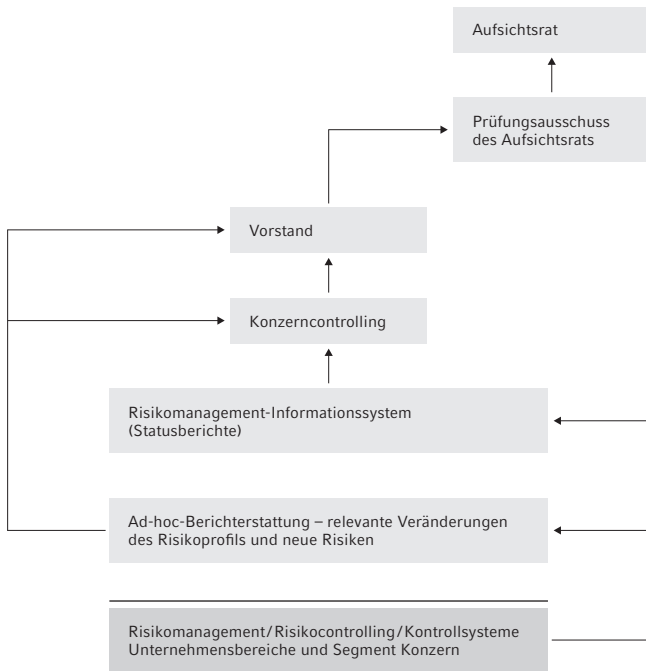 Aufsichtsrat
Prüfungsausschuss
des Aufsichtsrats
Vorstand
Konzerncontrolling
Risikomanagement-Informationssystem
(Statusberichte)
Ad-hoc-Berichterstattung – relevante Veränderungen
des Risikoprofils und neue Risiken
Risikomanagement/Risikocontrolling/Kontrollsysteme
Unternehmensbereiche und Segment Konzern